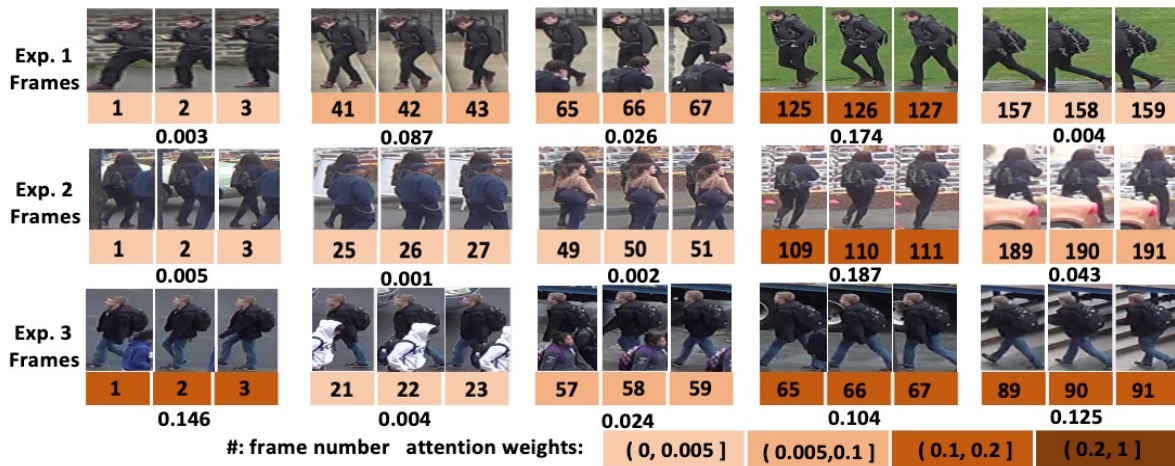 Exp. 1
Frames
1 2 3 41 42 43 65 66 67 125 126 127 157 158 159
0.003 0.087 0.026 0.174 0.004
Exp. 2
Frames
1 2 3 25 26 27 49 50 51 109 110 111 189 190 191
0.005 0.001 0.002 0.187 0.043
Exp. 3
Frames
1 2 3 21 22 23 57 58 59 65 66 67 89 90 91
0.146 0.004 0.024 0.104 0.125
#: frame number attention weights: ( 0, 0.005 ] ( 0.005,0.1 ] ( 0.1, 0.2 ] ( 0.2, 1 ]